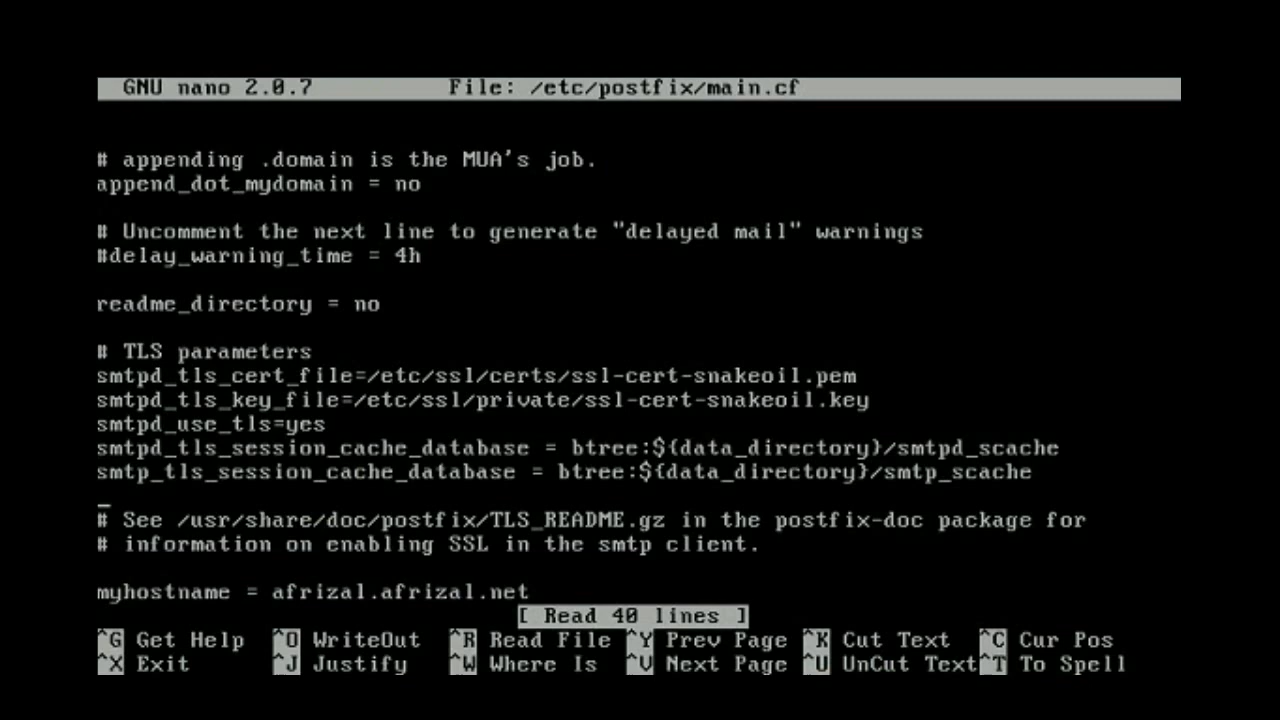 GNU nano 2.0.7 File: /etc/postfix/main.cf
# appending .domain is the MUA's job.
append_dot_mydomain = no
# Uncomment the next line to generate "delayed mail" warnings
#delay_warning_time = 4h
readme_directory = no
# TLS parameters
smtpd_tls_cert_file=/etc/ssl/certs/ssl-cert-snakeoil.pem
smtpd_tls_key_file=/etc/ssl/private/ssl-cert-snakeoil.key
smtpd_use_tls=yes
smtpd_tls_session_cache_database = btree:${data_directory}/smtpd_scache
smtp_tls_session_cache_database = btree:${data_directory}/smtp_scache
# See /usr/share/doc/postfix/TLS_README.gz in the postfix-doc package for
# information on enabling SSL in the smtp client.
myhostname = afrizal.afrizal.net
[ Read 40 lines ]
^G Get Help ^O WriteOut ^R Read File ^Y Prev Page ^K Cut Text ^C Cur Pos
^X Exit ^J Justify ^W Where Is ^V Next Page ^U UnCut Text ^T To Spell